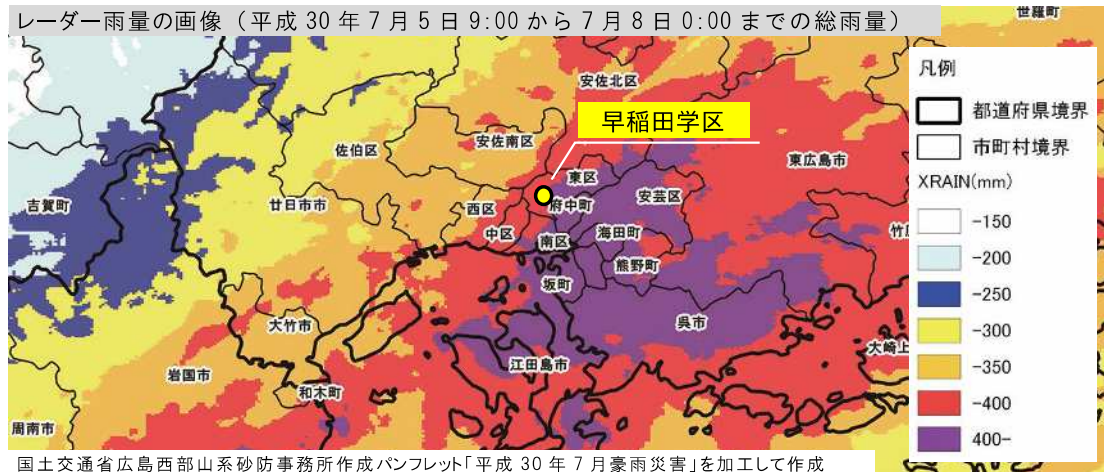 レーダー雨量の画像（平成30年7月5日9:00から7月8日0:00までの総雨量）
世羅町
凡例
都道府県境界
市町村境界
XRAIN(mm)
-150
-200
-250
-300
-350
-400
400-
安佐北区
早稲田学区
安佐南区
佐伯区
東区
東広島市
吉賀町
廿日市市
西区
府中町
安芸区
中区
南区
海田町
竹原
熊野町
坂町
呉市
大竹市
大崎上
江田島市
岩国市
和木町
周南市
国土交通省広島西部山系砂防事務所作成パンフレット「平成30年7月豪雨災害」を加工して作成